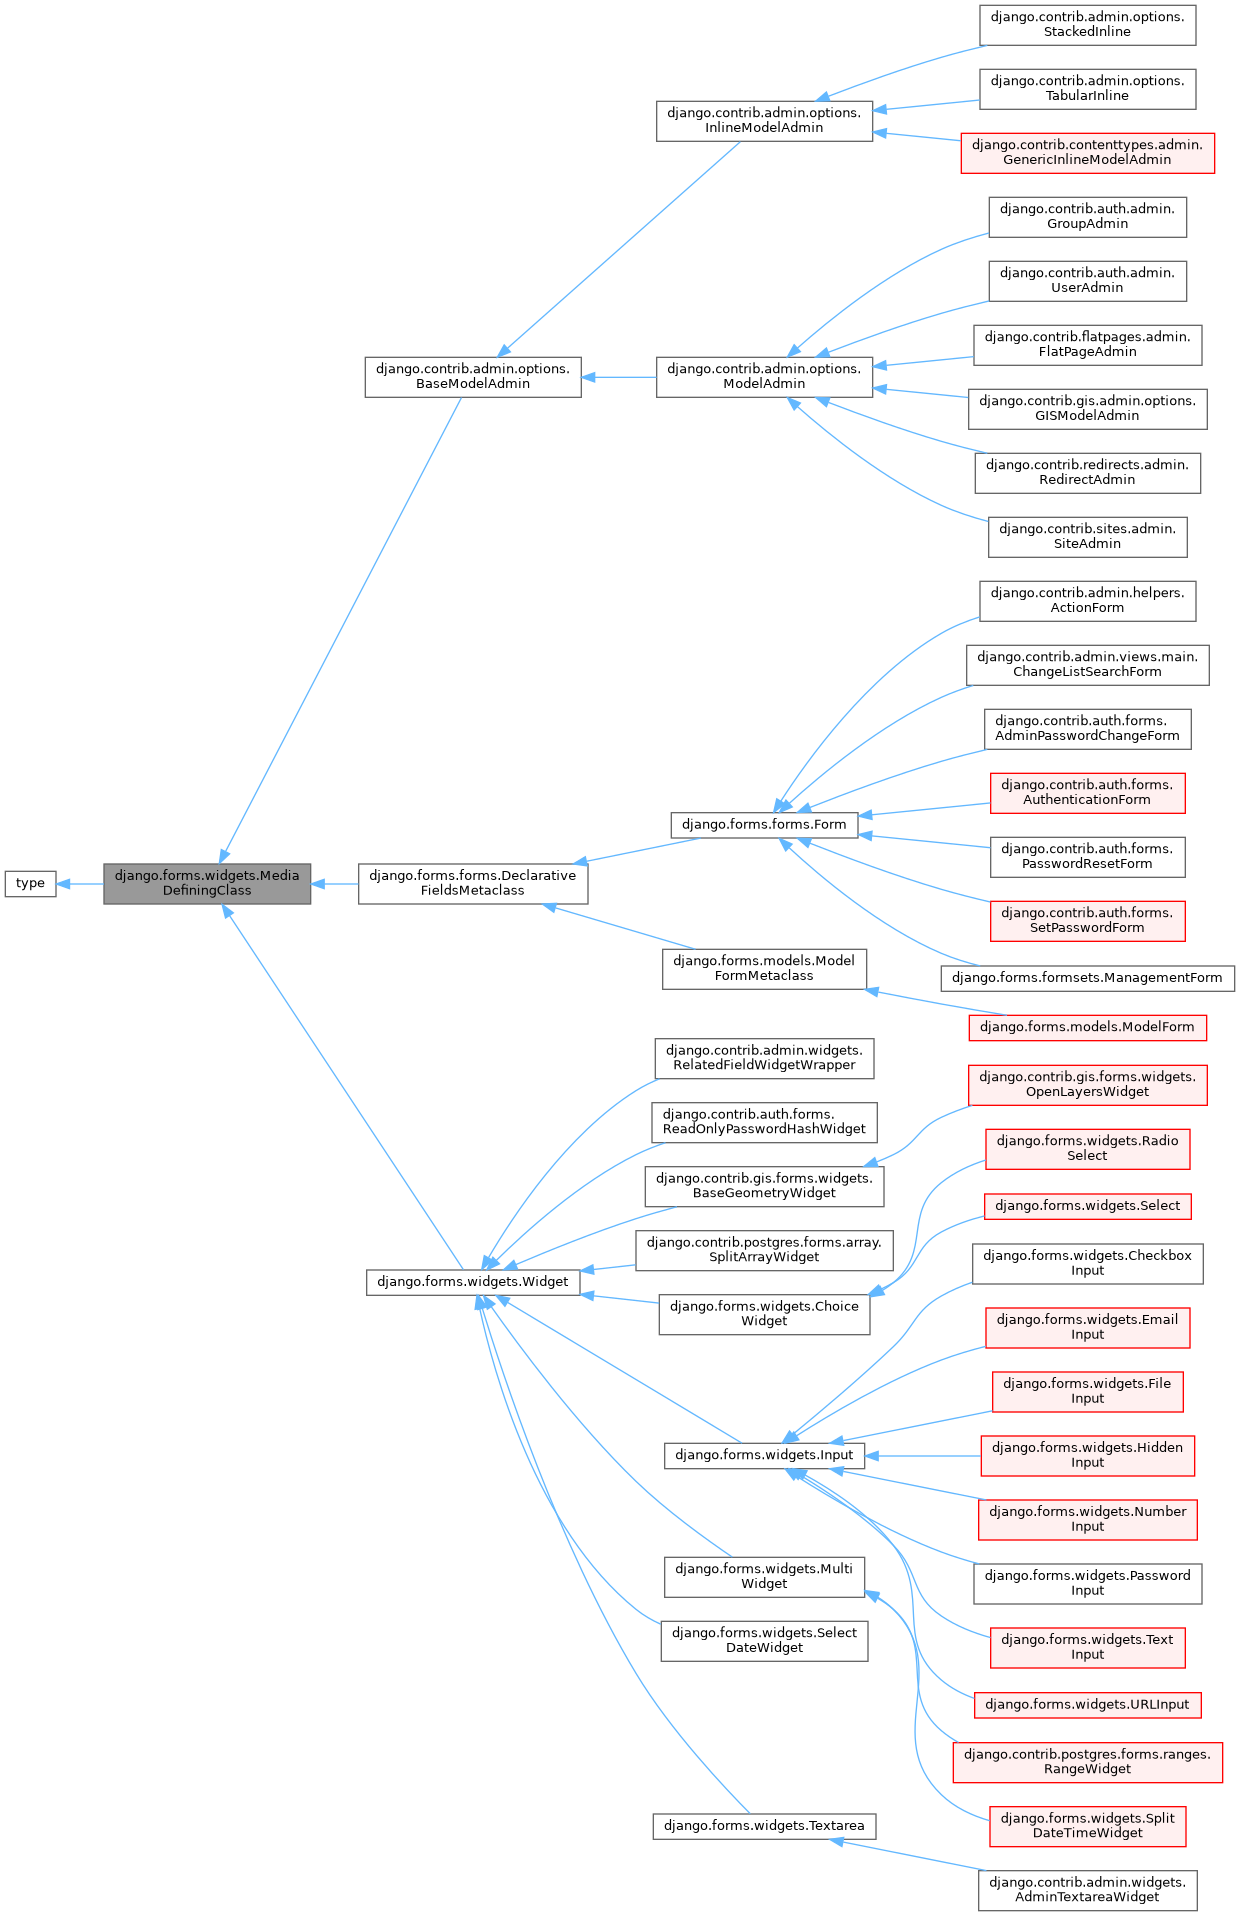 django.contrib.admin.options.
StackedInline
django.contrib.admin.options.
TabularInline
django.contrib.admin.options.
InlineModelAdmin
django.contrib.contenttypes.admin.
GenericInlineModelAdmin
django.contrib.auth.admin.
GroupAdmin
django.contrib.auth.admin.
UserAdmin
django.contrib.flatpages.admin.
FlatPageAdmin
django.contrib.admin.options.
BaseModelAdmin
django.contrib.admin.options.
ModelAdmin
django.contrib.gis.admin.options.
GISModelAdmin
django.contrib.redirects.admin.
RedirectAdmin
django.contrib.sites.admin.
SiteAdmin
django.contrib.admin.helpers.
ActionForm
django.contrib.admin.views.main.
ChangeListSearchForm
django.contrib.auth.forms.
AdminPasswordChangeForm
django.contrib.auth.forms.
AuthenticationForm
django.forms.forms.Form
django.contrib.auth.forms.
PasswordResetForm
type
django.forms.widgets.Media
DefiningClass
django.forms.forms.Declarative
FieldsMetaclass
django.contrib.auth.forms.
SetPasswordForm
django.forms.models.Model
FormMetaclass
django.forms.formsets.ManagementForm
django.forms.models.ModelForm
django.contrib.admin.widgets.
RelatedFieldWidgetWrapper
django.contrib.gis.forms.widgets.
OpenLayersWidget
django.contrib.auth.forms.
ReadOnlyPasswordHashWidget
django.forms.widgets.Radio
Select
django.contrib.gis.forms.widgets.
BaseGeometryWidget
django.forms.widgets.Select
django.contrib.postgres.forms.array.
SplitArrayWidget
django.forms.widgets.Checkbox
Input
django.forms.widgets.Widget
django.forms.widgets.Choice
Widget
django.forms.widgets.Email
Input
django.forms.widgets.File
Input
django.forms.widgets.Input
django.forms.widgets.Hidden
Input
django.forms.widgets.Number
Input
django.forms.widgets.Multi
Widget
django.forms.widgets.Password
Input
django.forms.widgets.Select
DateWidget
django.forms.widgets.Text
Input
django.forms.widgets.URLInput
django.contrib.postgres.forms.ranges.
RangeWidget
django.forms.widgets.Textarea
django.forms.widgets.Split
DateTimeWidget
django.contrib.admin.widgets.
AdminTextareaWidget